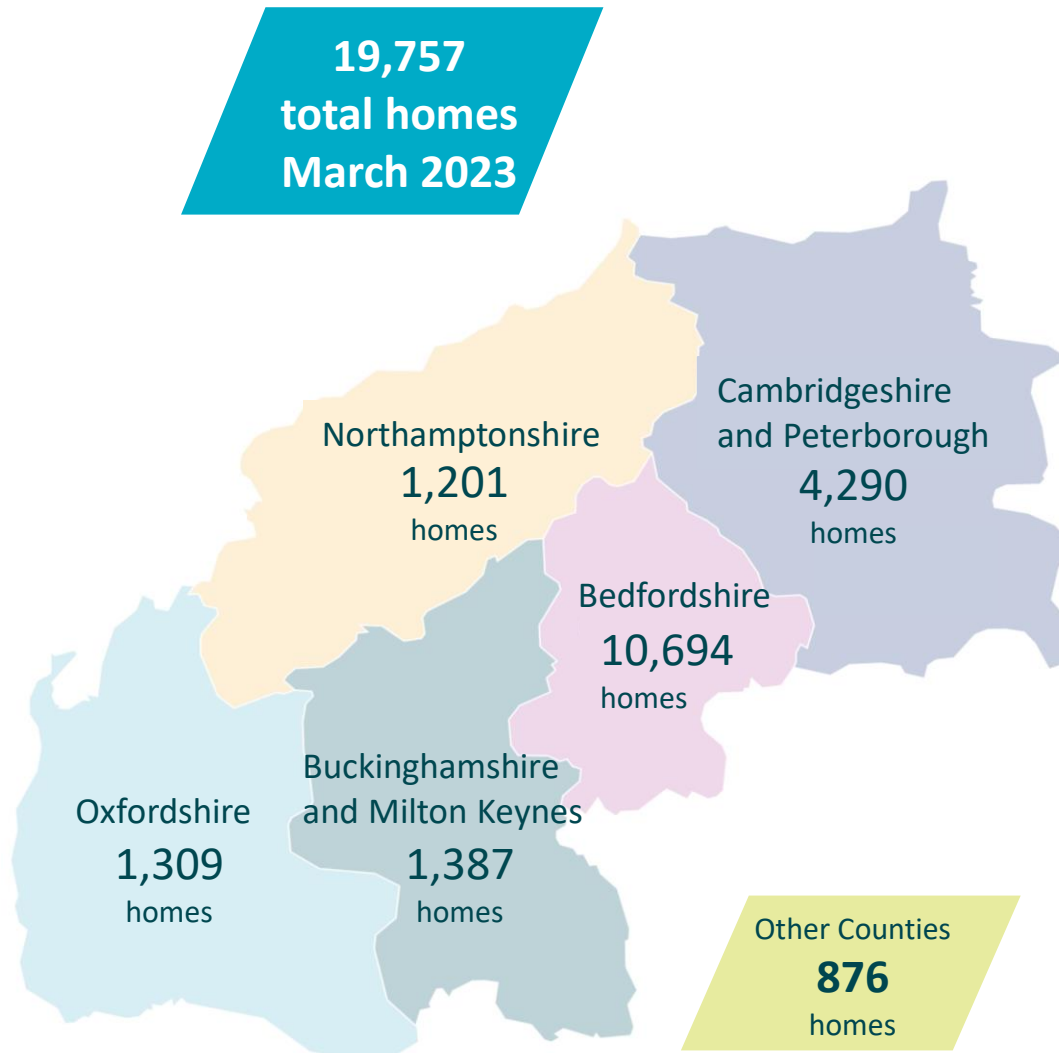 19,757
total homes
March 2023
Cambridgeshire
and Peterborough
4,290
homes
Northamptonshire
1,201
homes
Bedfordshire
10,694
homes
Buckinghamshire
and Milton Keynes
1,387
homes
Oxfordshire
1,309
homes
Other Counties
876
homes